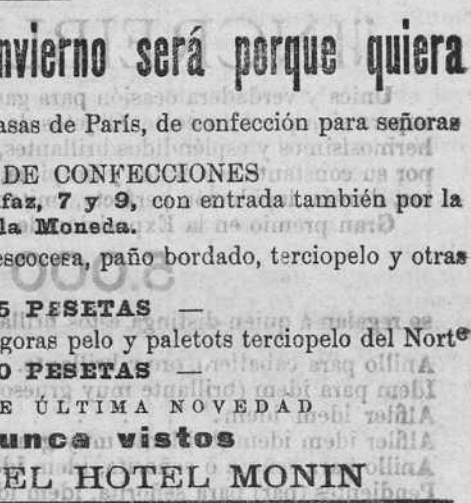 nvierno será porque quiera
asas de París, de confección para señoras
DE CONFECCIONES
faz, 7 y 9, con entrada también por la
la Moneda.
escocesa, paño bordado, terciopelo y otras
5 PESETAS —
goras pelo y paletots terciopelo del Norte
0 PESETAS —
E ULTIMA NOVEDAD
unca vistos
EL HOTEL MONIN